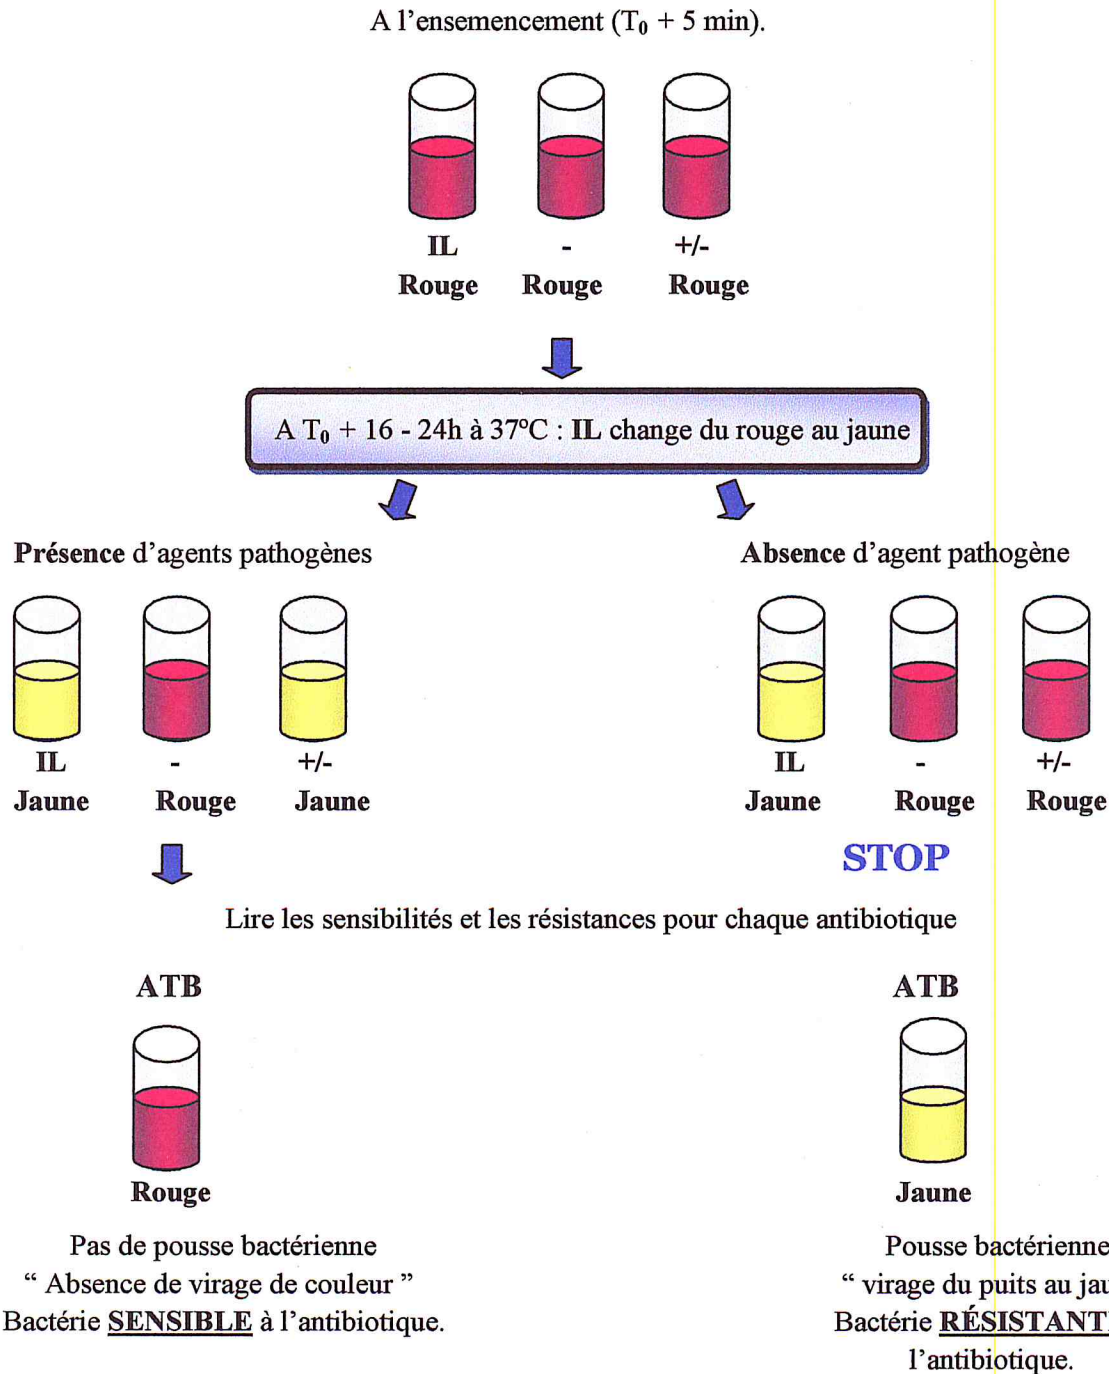 A l’ensemencement (T0 + 5 min).
IL - +/-
Rouge Rouge Rouge
A T0 + 16 - 24h à 37°C : IL change du rouge au jaune
Présence d’agents pathogènes
Absence d’agent pathogène
IL - +/-
Jaune Rouge Jaune
IL - +/-
Jaune Rouge Rouge
STOP
Lire les sensibilités et les résistances pour chaque antibiotique
ATB
Rouge
Pas de pousse bactérienne
“ Absence de virage de couleur ”
Bactérie SENSIBLE à l’antibiotique.
ATB
Jaune
Pousse bactérienne
“ virage du puits au
Bactérie
l’antibiotique.